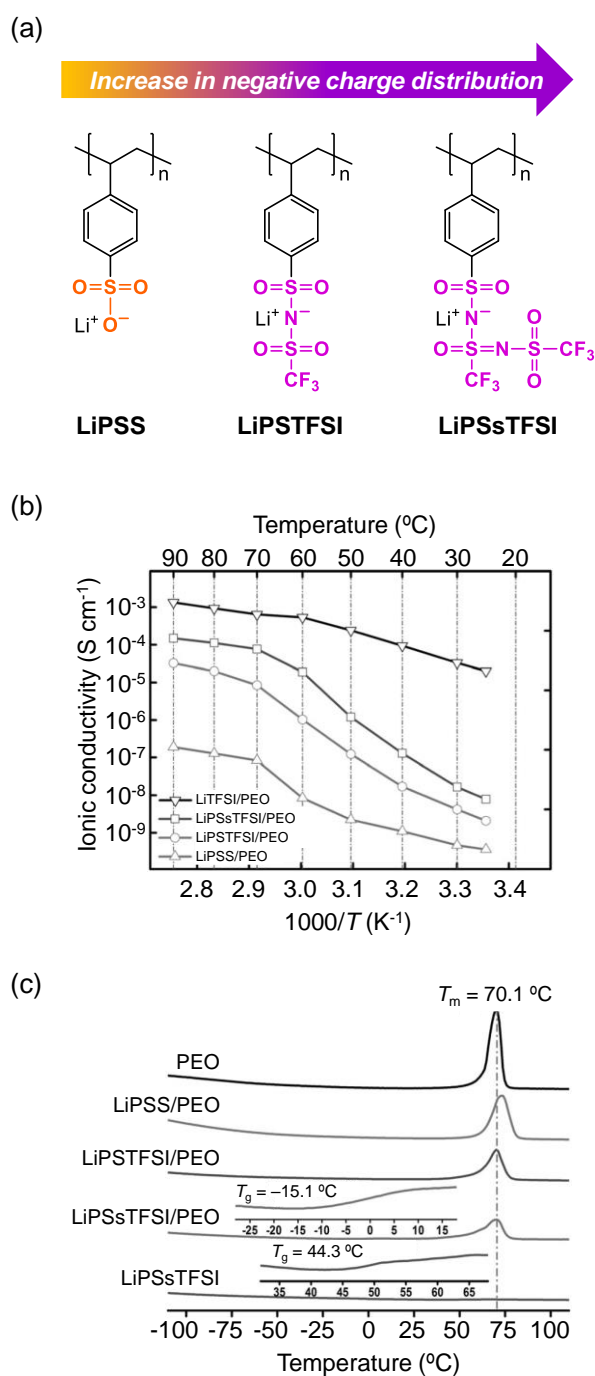 (a)
Increase in negative charge distribution
n n n
O=S=O O=S=O O=S=O O
Li+ O− Li+ N− Li+ N− O
O=S=O O=S=N−S−CF3
CF3 CF3 O
LiPSS LiPSTFSI LiPSsTFSI
(b)
Temperature (ºC)
90 80 70 60 50 40 30 20
Ionic conductivity (S cm-1)
10-3
10-4
10-5
10-6
10-7
10-8
10-9
LiTFSI/PEO
LiPSsTFSI/PEO
LiPSTFSI/PEO
LiPSS/PEO
2.8 2.9 3.0 3.1 3.2 3.3 3.4
1000/T (K-1)
(c)
Tm = 70.1 ºC
PEO
LiPSS/PEO
LiPSTFSI/PEO
Tg = –15.1 ºC
-25 -20 -15 -10 -5 0 5 10 15
LiPSsTFSI/PEO
Tg = 44.3 ºC
35 40 45 50 55 60 65
LiPSsTFSI
-100 -75 -50 -25 0 25 50 75 100
Temperature (ºC)